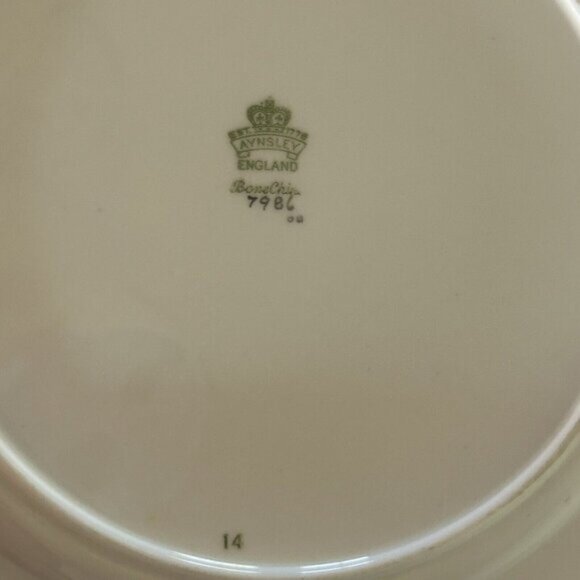 AYNSLEY
ENGLAND
Bone China
7986
14